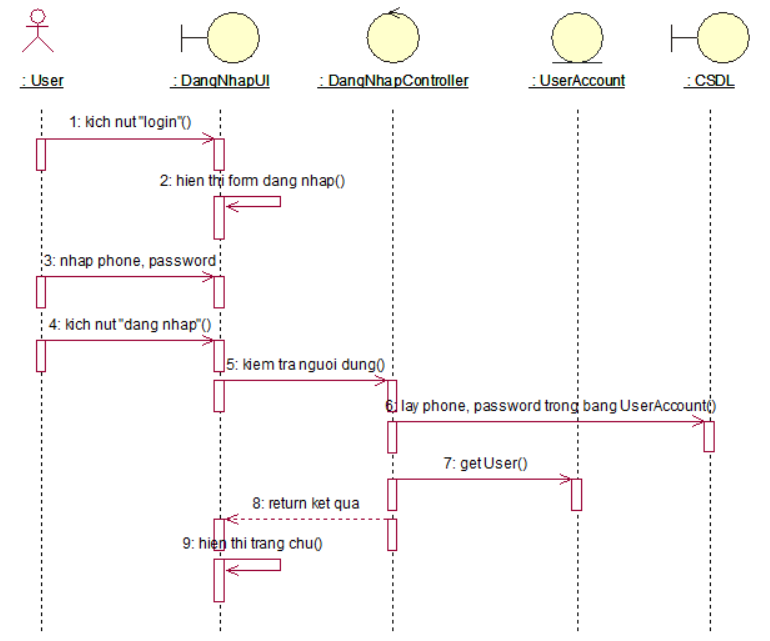 : User
: DangNhapUI
: DangNhapController
: UserAccount
: CSDL
1: kich nut "login"()
2: hien thi form dang nhap()
3: nhap phone, password
4: kich nut "dang nhap"()
5: kiem tra nguoi dung()
6: lay phone, password trong bang UserAccount()
7: get User()
8: return ket qua
9: hien thi trang chu()